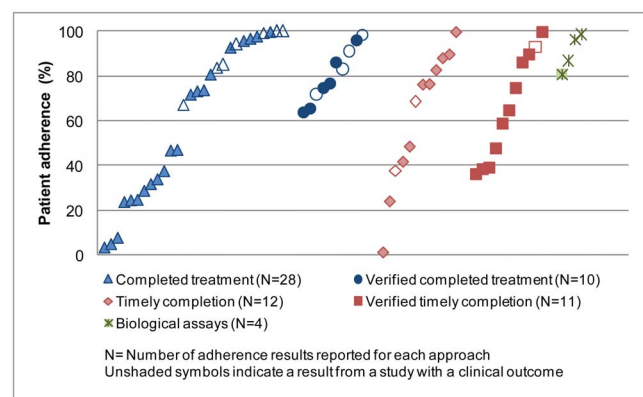 Patient adherence (%)
100
80
60
40
20
0
Completed treatment (N=28)
Verified completed treatment (N=10)
Timely completion (N=12)
Verified timely completion (N=11)
Biological assays (N=4)
N= Number of adherence results reported for each approach
Unshaded symbols indicate a result from a study with a clinical outcome